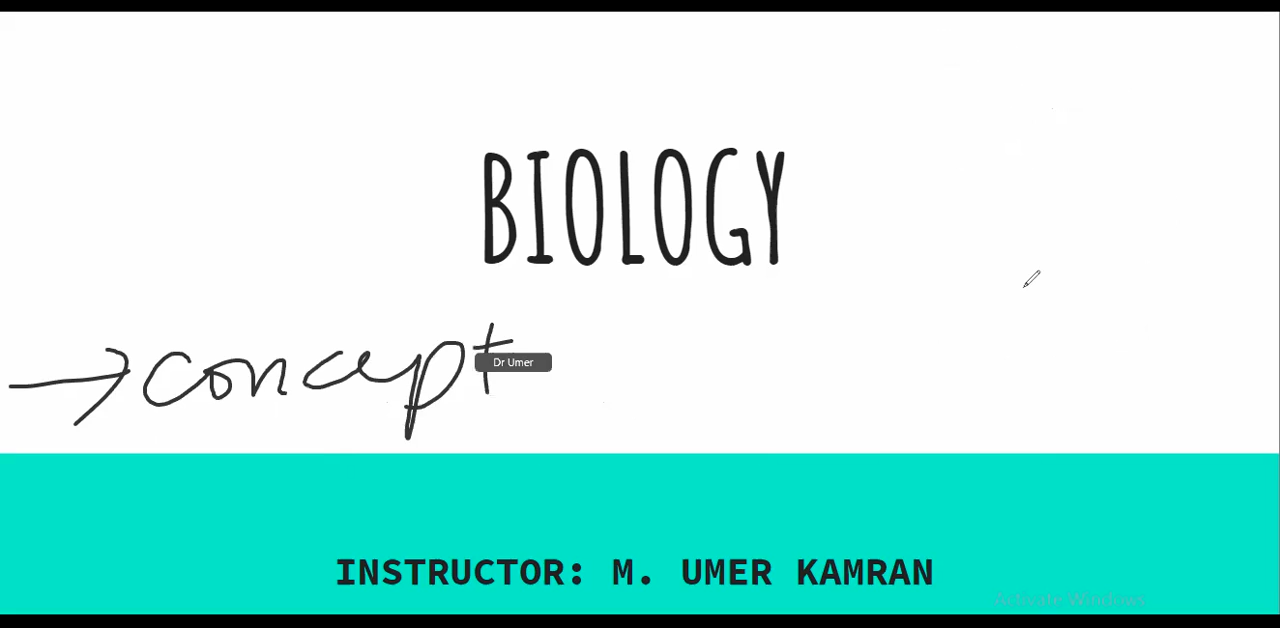 BIOLOGY
→concept
Dr Umer
INSTRUCTOR: M. UMER KAMRAN
Activate Windows